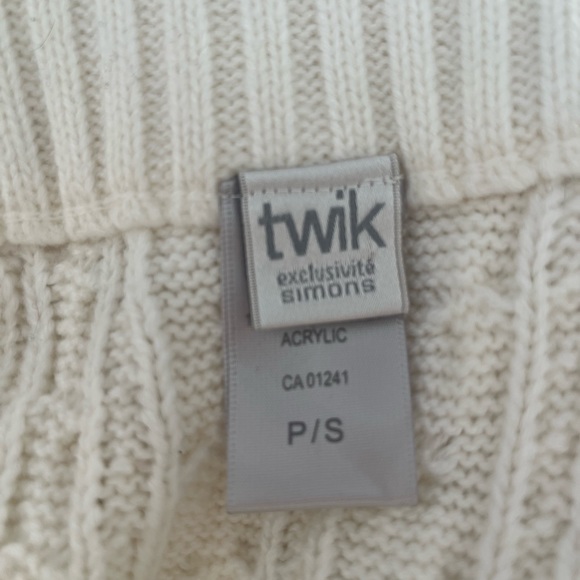 twik
exclusivité
simons
ACRYLIC
CA 01241
P/S